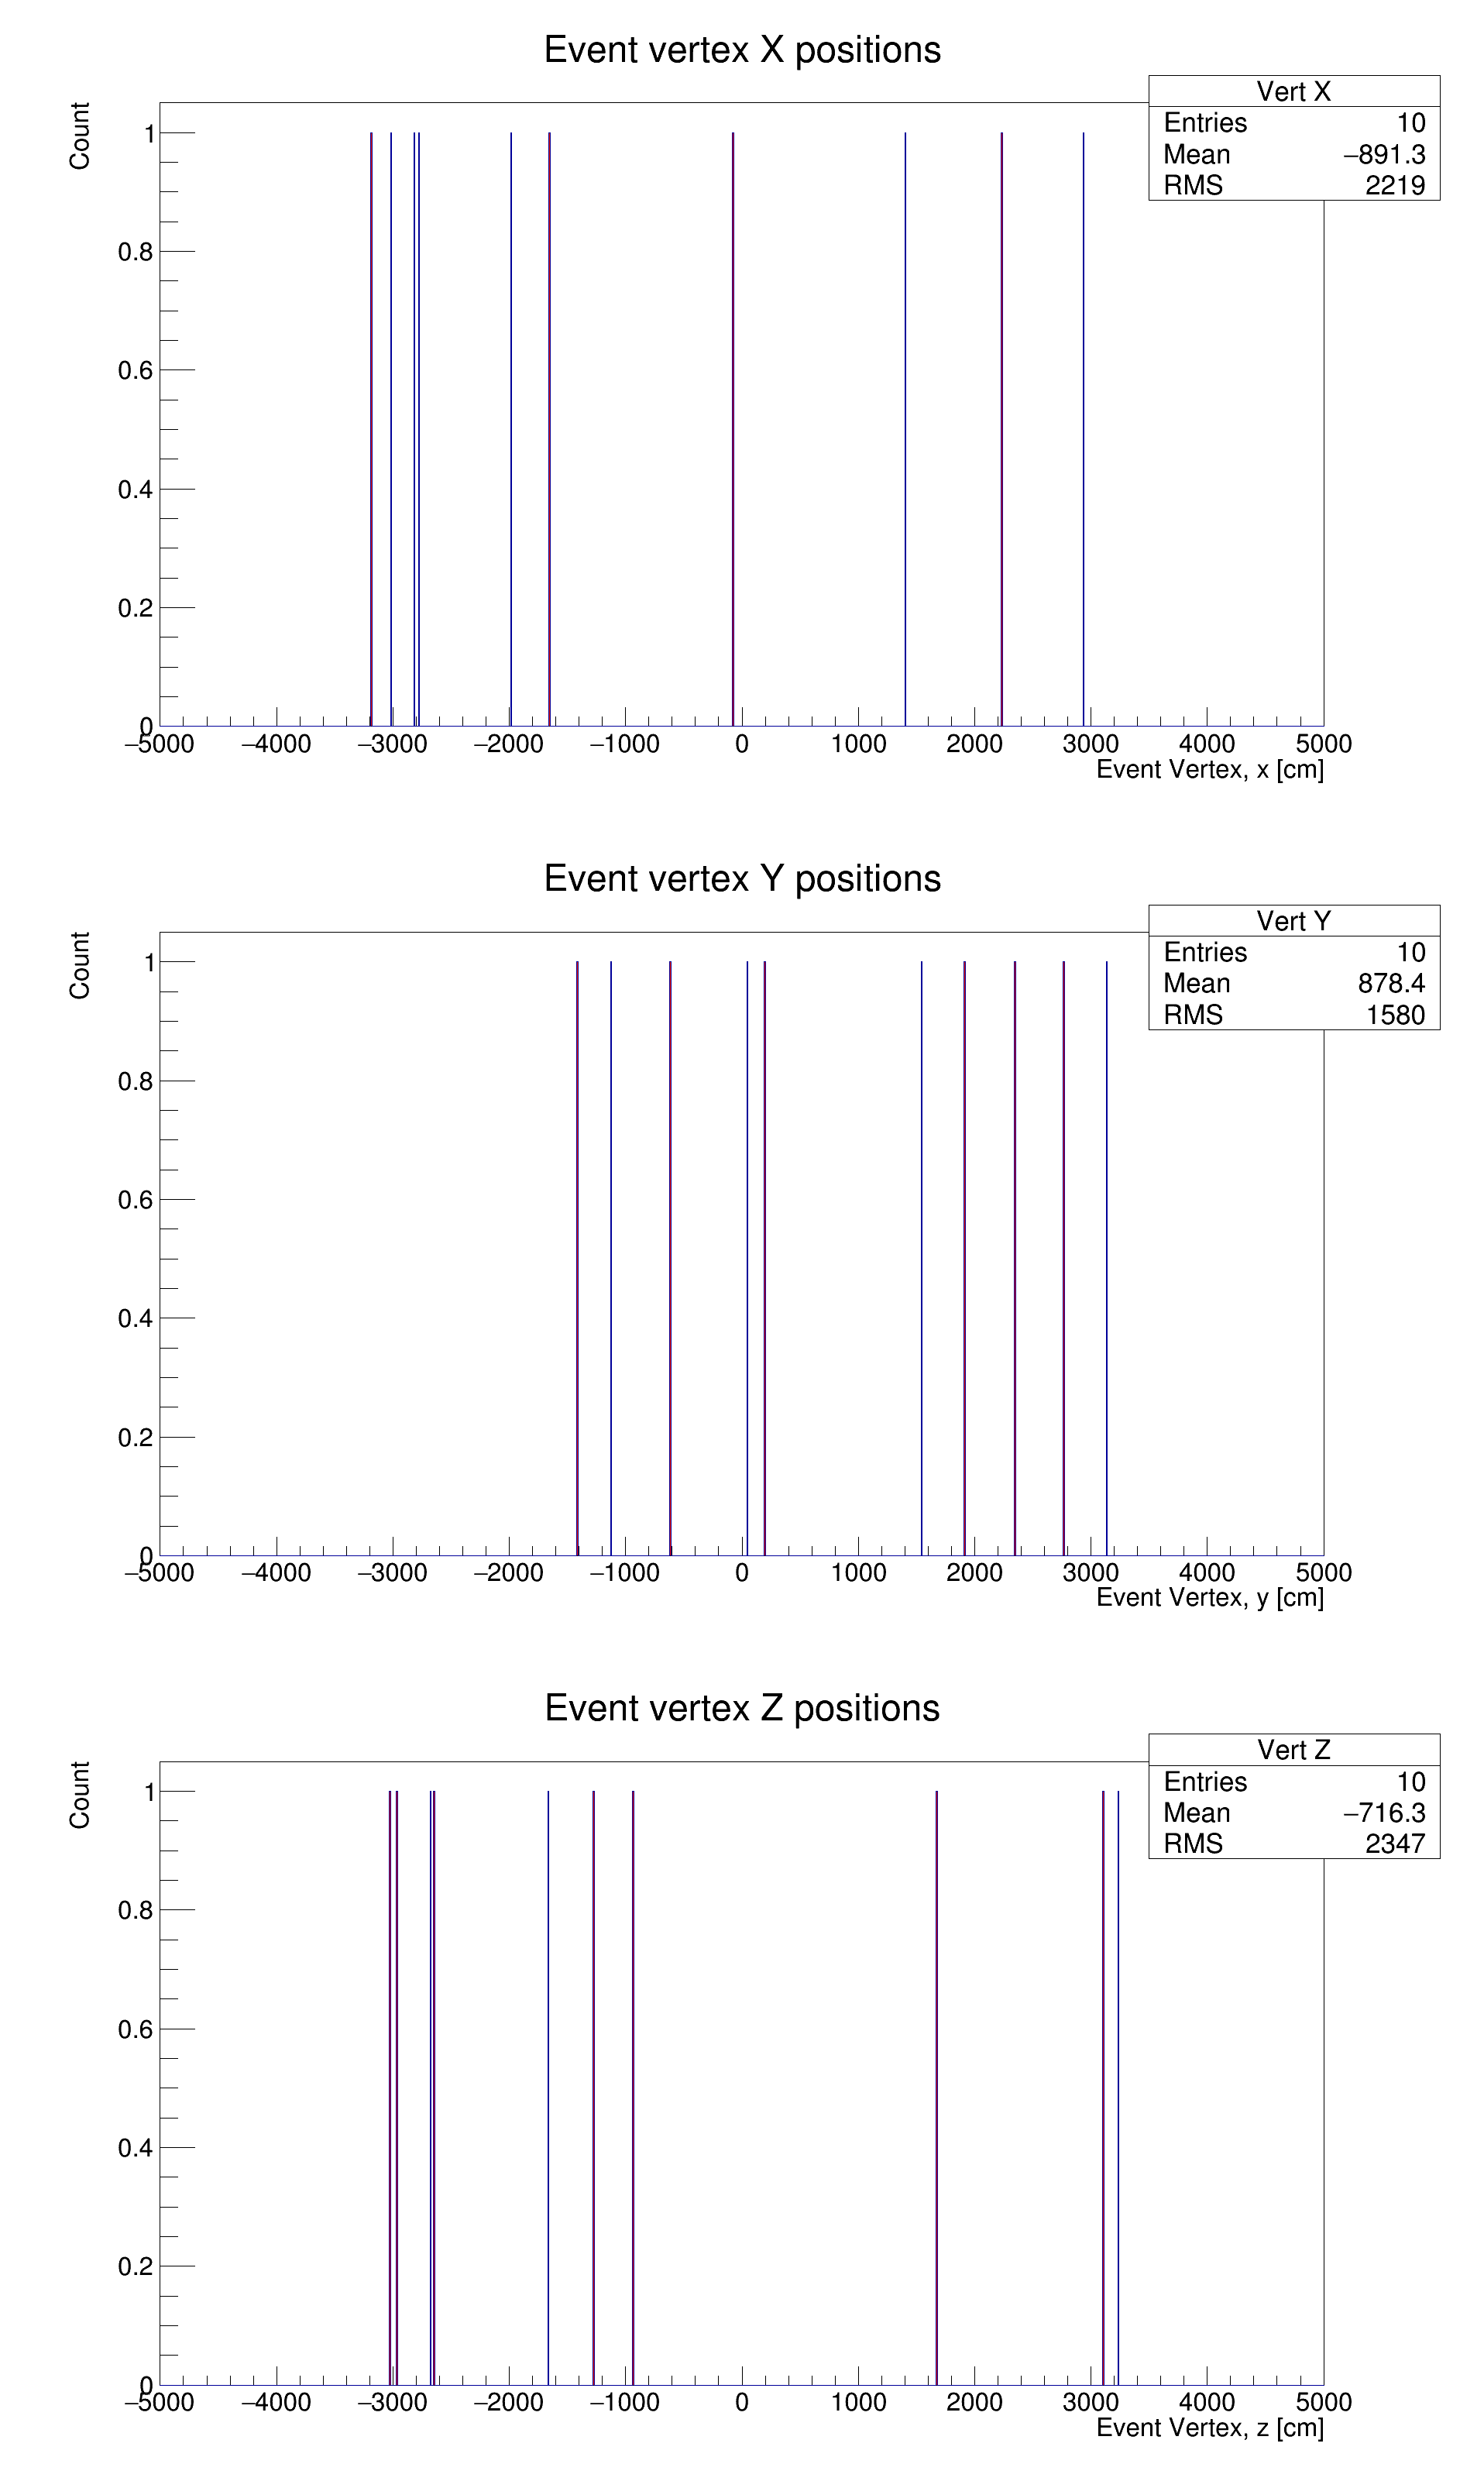 Event vertex X positions
Count
Vert X
Entries 10
Mean −891.3
RMS 2219
1
0.8
0.6
0.4
0.2
0
−5000 −4000 −3000 −2000 −1000 0 1000 2000 3000 4000 5000
Event Vertex, x [cm]
Event vertex Y positions
Count
Vert Y
Entries 10
Mean 878.4
RMS 1580
1
0.8
0.6
0.4
0.2
0
−5000 −4000 −3000 −2000 −1000 0 1000 2000 3000 4000 5000
Event Vertex, y [cm]
Event vertex Z positions
Count
Vert Z
Entries 10
Mean −716.3
RMS 2347
1
0.8
0.6
0.4
0.2
0
−5000 −4000 −3000 −2000 −1000 0 1000 2000 3000 4000 5000
Event Vertex, z [cm]